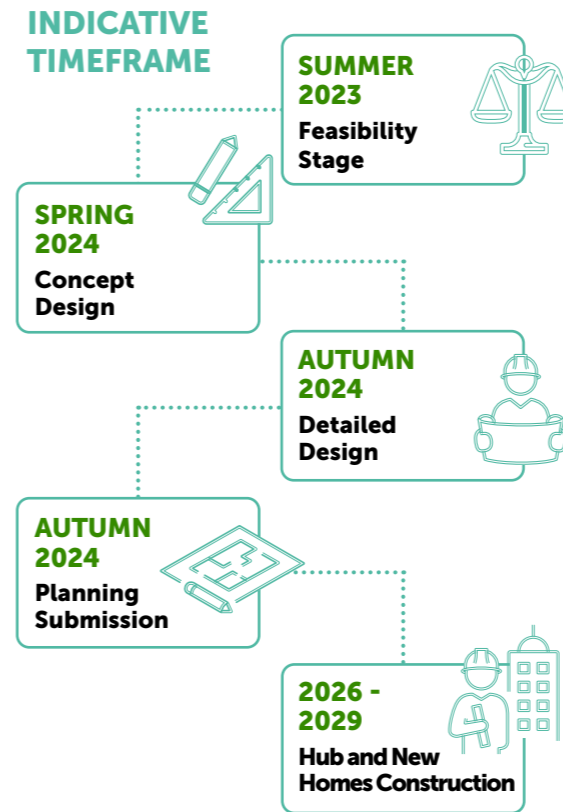 INDICATIVE
TIMEFRAME
SUMMER
2023
Feasibility
Stage
SPRING
2024
Concept
Design
AUTUMN
2024
Detailed
Design
AUTUMN
2024
Planning
Submission
2026 -
2029
Hub and New
Homes Construction